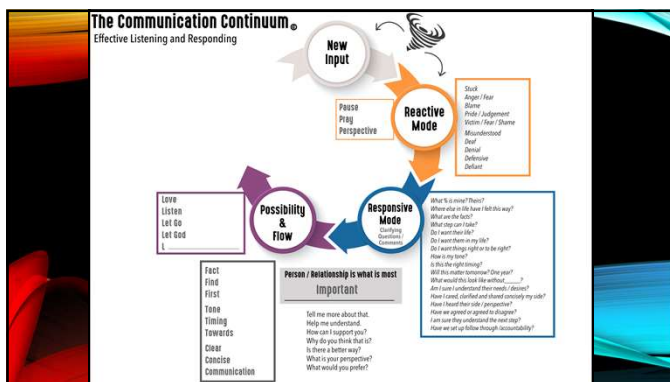 The Communication Continuum
Effective Listening and Responding
New
Input
Reactive
Mode
Pause
Pray
Perspective
Stuck
Anger / Fear
Blame
Pride / Judgement
Victim / Fear / Shame
Misunderstood
Deaf
Denial
Defensive
Defiant
Responsive
Mode
Clarifying
Questions /
Comments
What % is mine? Theirs?
Where else in life have I felt this way?
What are the facts?
What step can I take?
Do I want their life?
Do I want them in my life?
Do I want things right or to be right?
How is my tone?
Is this the right timing?
Will this matter tomorrow? One year?
What would this look like without_____?
Am I sure I understand their needs / desires?
Have I cared, clarified and shared concisely my side?
Have I heard their side / perspective?
Have we agreed or agreed to disagree?
I am sure they understand the next step?
Have we set up follow through /accountability?
Possibility
&
Flow
Love
Listen
Let Go
Let God
L ______________
Fact
Find
First
Tone
Timing
Towards
Clear
Concise
Communication
Person / Relationship is what is most
Important
Tell me more about that.
Help me understand.
How can I support you?
Why do you think that is?
Is there a better way?
What is your perspective?
What would you prefer?